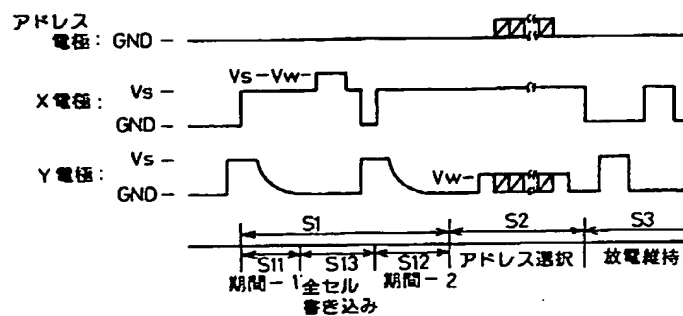 アドレス
電極: GND
Vs-Vw
X電極: Vs
GND
Y電極: Vs
GND
Vw
S1 S2 S3
S11 S13 S12 アドレス選択 放電維持
期間-1 全セル 期間-2
書き込み